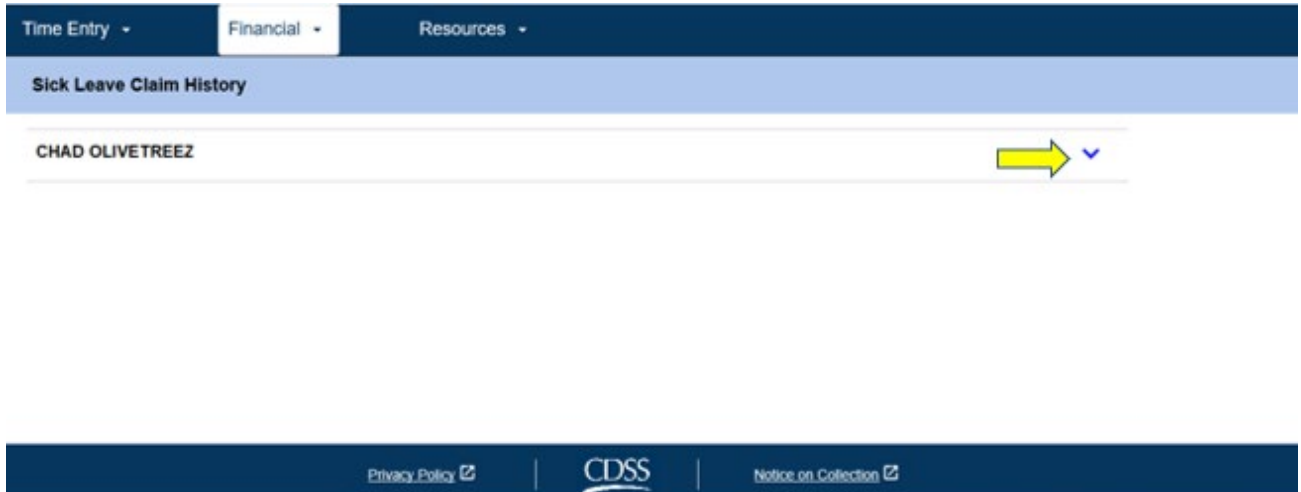 Time Entry Financial Resources
Sick Leave Claim History
CHAD OLIVETREEZ
Privacy Policy CDSS Notice on Collection